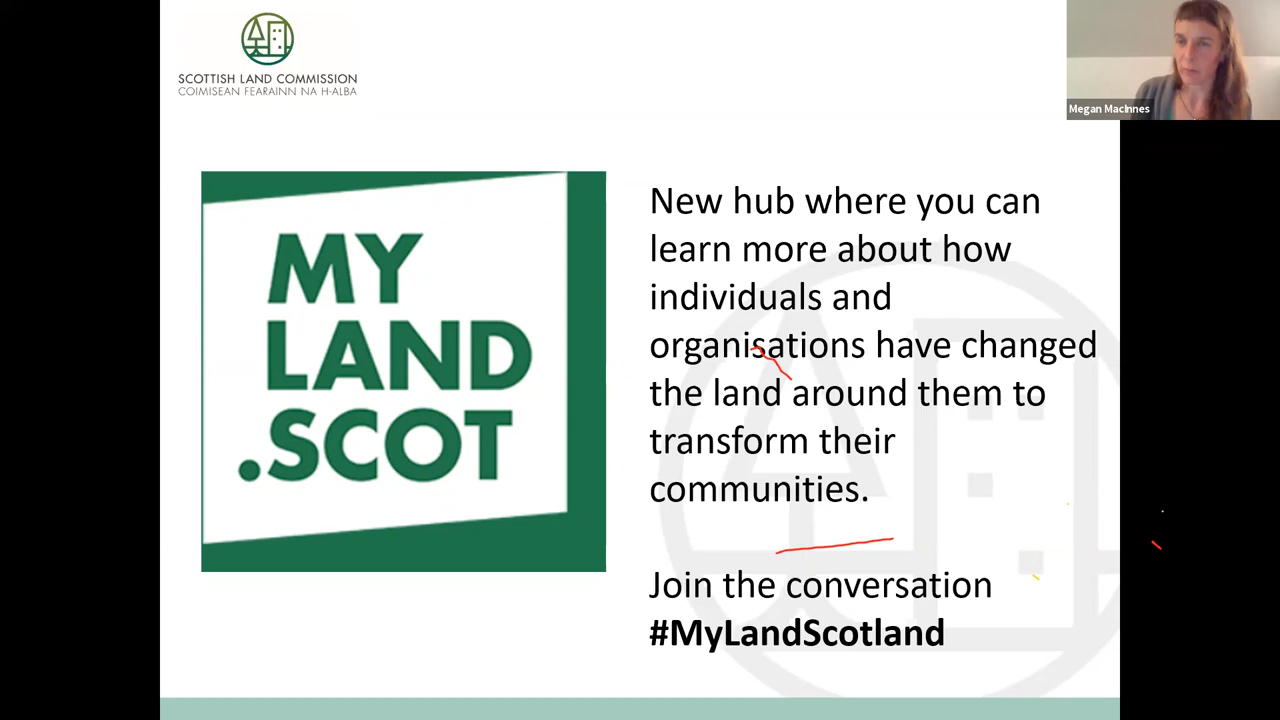 SCOTTISH LAND COMMISSION
COIMISEAN FEARAINN NA H-ALBA
Megan MacInnes
MY
LAND
.SCOT
New hub where you can
learn more about how
individuals and
organisations have changed
the land around them to
transform their
communities.
Join the conversation
#MyLandScotland